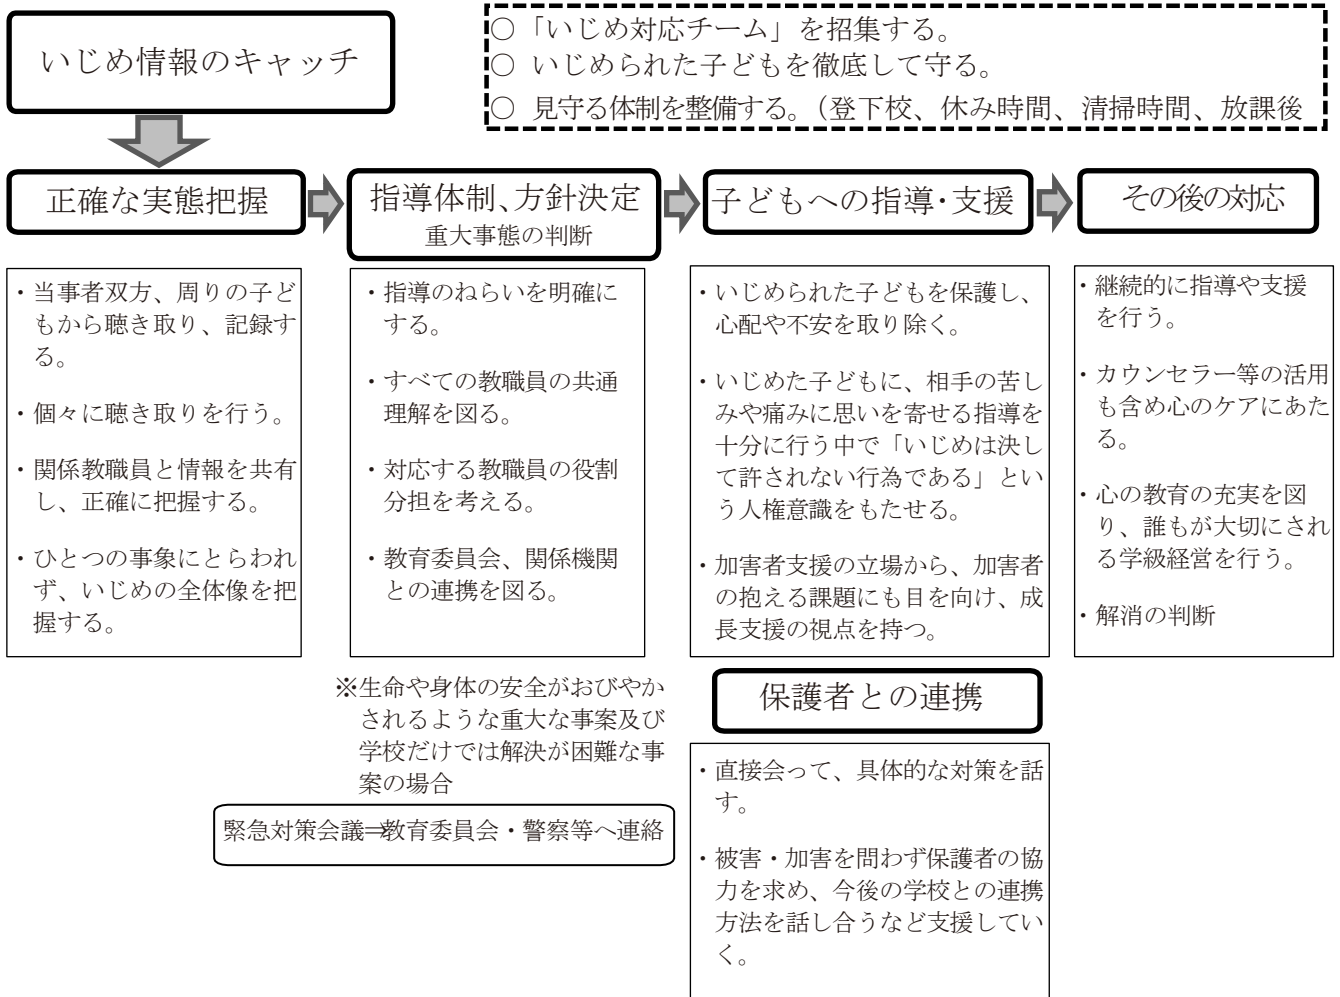 いじめ情報のキャッチ
○「いじめ対応チーム」を招集する。
○ いじめられた子どもを徹底して守る。
○ 見守る体制を整備する。（登下校、休み時間、清掃時間、放課後
正確な実態把握
指導体制、方針決定
重大事態の判断
子どもへの指導・支援
その後の対応
・当事者双方、周りの子ど
もから聴き取り、記録す
る。
・個々に聴き取りを行う。
・関係教職員と情報を共有
し、正確に把握する。
・ひとつの事象にとらわれ
ず、いじめの全体像を把
握する。
・指導のねらいを明確に
する。
・すべての教職員の共通
理解を図る。
・対応する教職員の役割
分担を考える。
・教育委員会、関係機関
との連携を図る。
・いじめられた子どもを保護し、
心配や不安を取り除く。
・いじめた子どもに、相手の苦し
みや痛みに思いを寄せる指導を
十分に行う中で「いじめは決し
て許されない行為である」とい
う人権意識をもたせる。
・加害者支援の立場から、加害者
の抱える課題にも目を向け、成
長支援の視点を持つ。
・継続的に指導や支援
を行う。
・カウンセラー等の活用
も含め心のケアにあた
る。
・心の教育の充実を図
り、誰もが大切にされ
る学級経営を行う。
・解消の判断
※生命や身体の安全がおびやか
されるような重大な事案及び
学校だけでは解決が困難な事
案の場合
緊急対策会議⇒教育委員会・警察等へ連絡
保護者との連携
・直接会って、具体的な対策を話
す。
・被害・加害を問わず保護者の協
力を求め、今後の学校との連携
方法を話し合うなど支援してい
く。